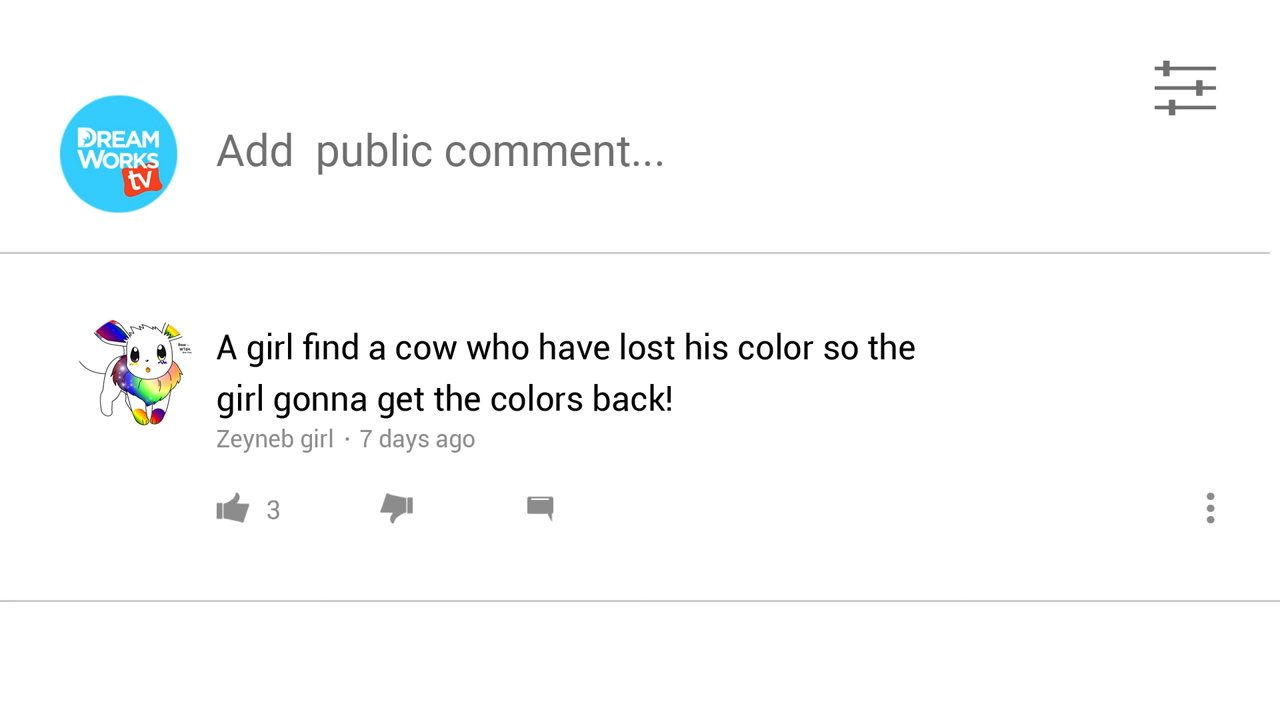 DREAM
WORKS
tv
Add public comment...
A girl find a cow who have lost his color so the
girl gonna get the colors back!
Zeyneb girl · 7 days ago
3